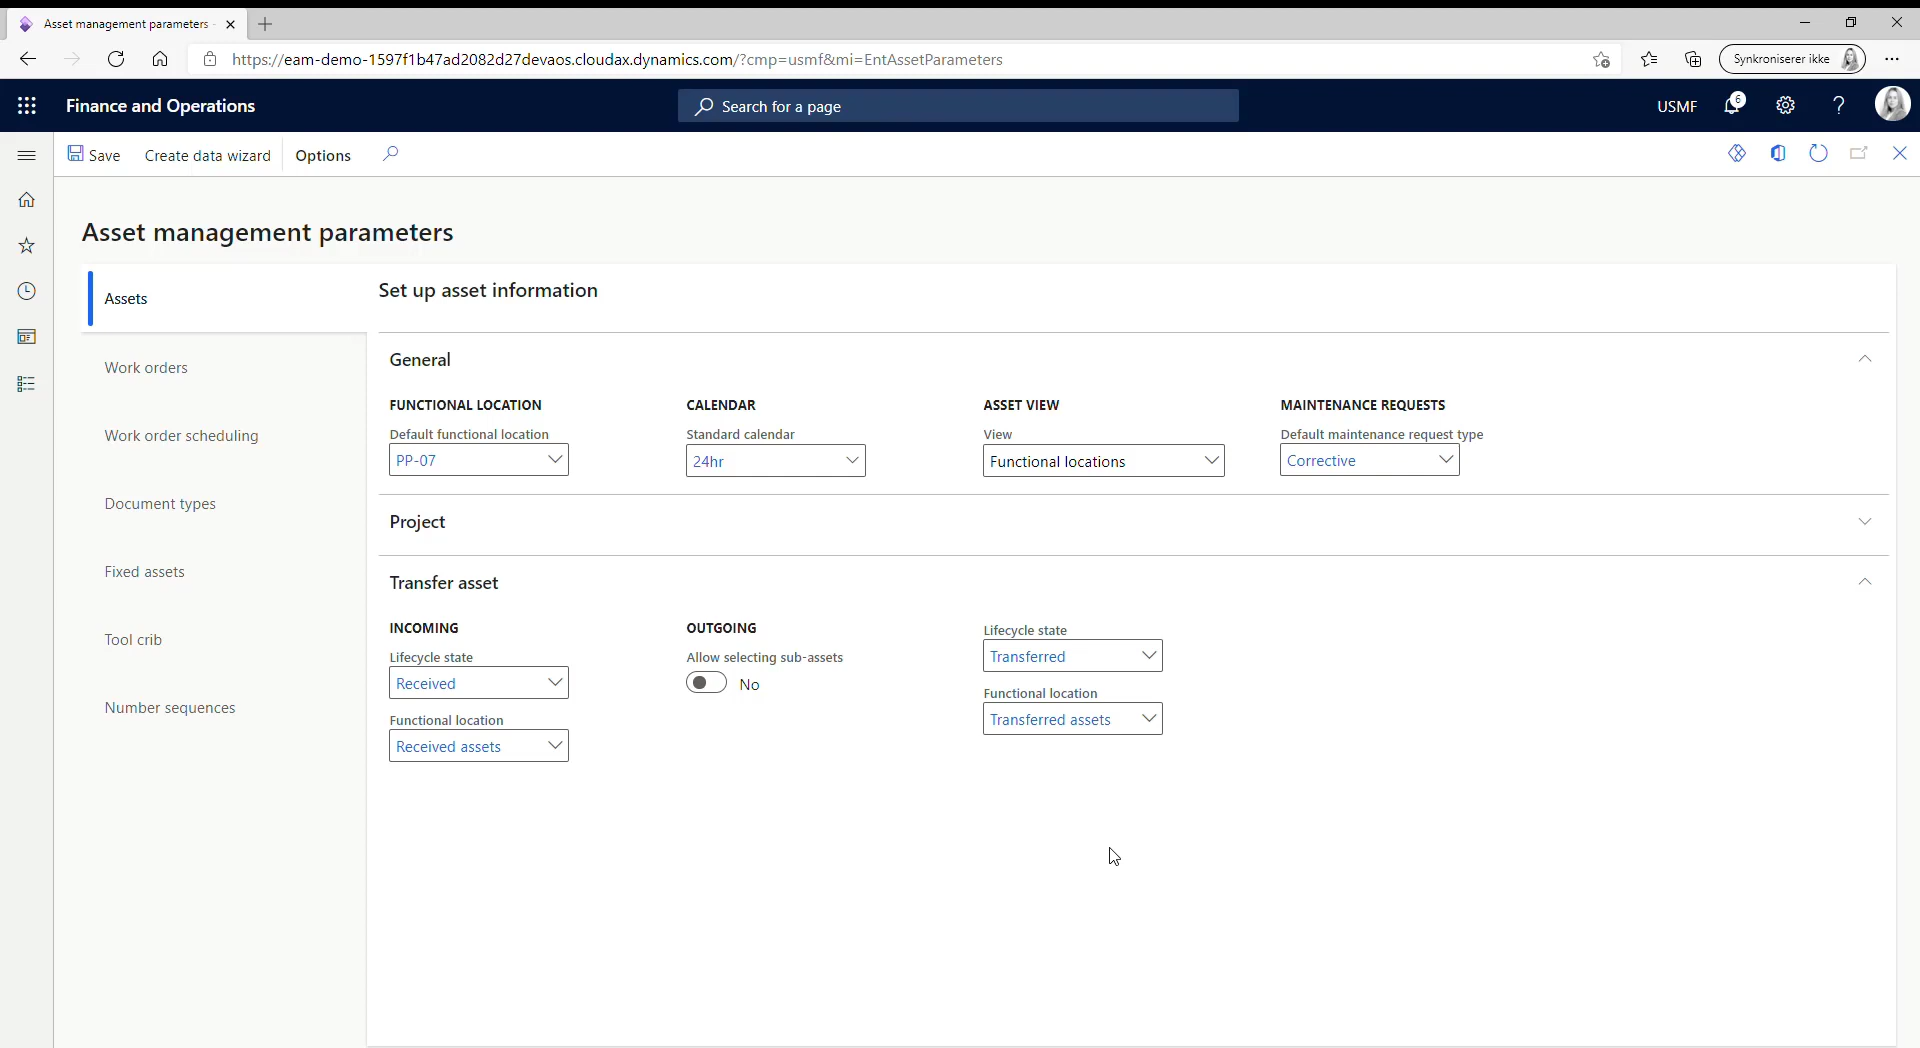 Asset management parameters
https://eam-demo-1597f1b47ad2082d27devaos.cloudax.dynamics.com/?cmp=usmf&mi=EntAssetParameters
Synkroniserer ikke
Finance and Operations
Search for a page
USMF
6
Save
Create data wizard
Options
Asset management parameters
Assets
Work orders
Work order scheduling
Document types
Fixed assets
Tool crib
Number sequences
Set up asset information
General
FUNCTIONAL LOCATION
Default functional location
PP-07
CALENDAR
Standard calendar
24hr
ASSET VIEW
View
Functional locations
MAINTENANCE REQUESTS
Default maintenance request type
Corrective
Project
Transfer asset
INCOMING
Lifecycle state
Received
Functional location
Received assets
OUTGOING
Allow selecting sub-assets
No
Lifecycle state
Transferred
Functional location
Transferred assets